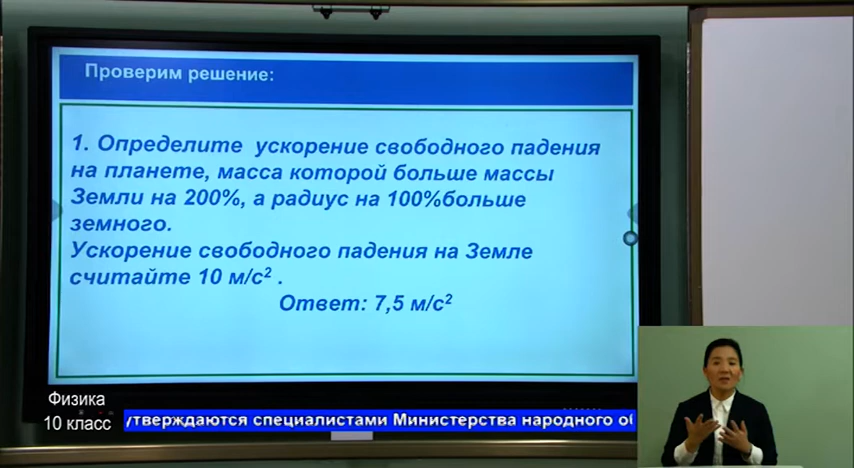 Проверим решение:
1. Определите ускорение свободного падения
на планете, масса которой больше массы
Земли на 200%, а радиус на 100%больше
земного.
Ускорение свободного падения на Земле
считайте 10 м/с² .
Ответ: 7,5 м/с²
Физика
10 класс
утверждаются специалистами Министерства народного об